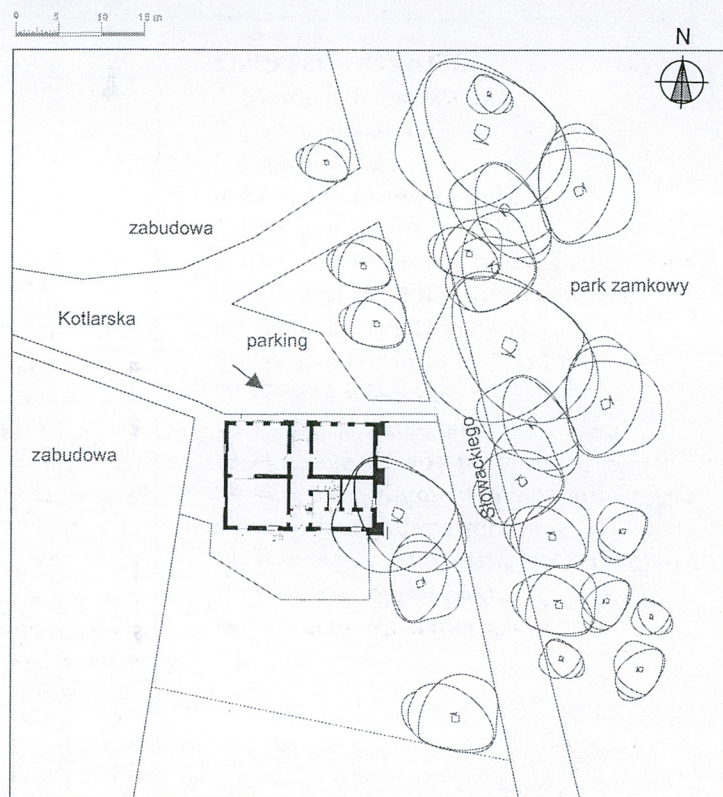 0 5 10 15 m
N
zabudowa
park zamkowy
Kotlarska
parking
zabudowa
Słowackiego